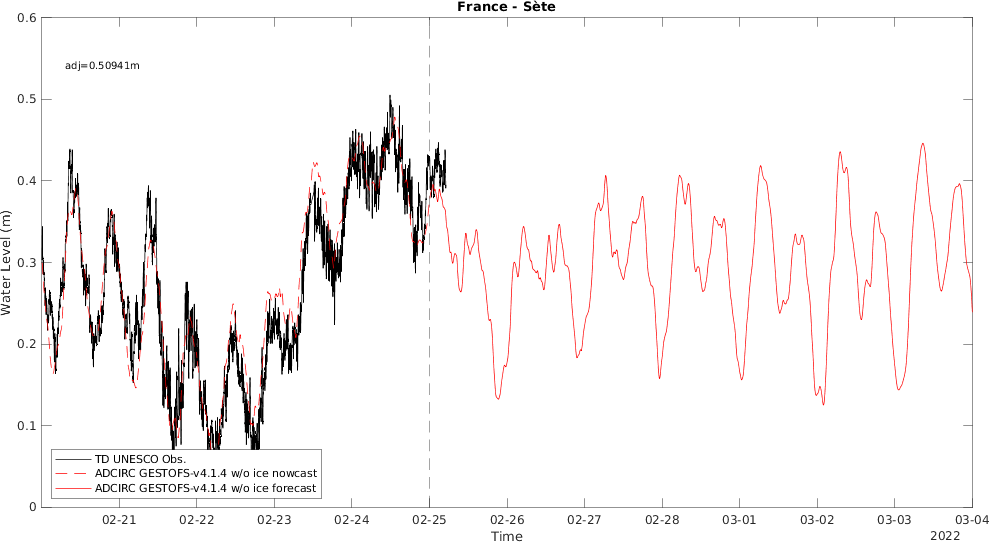 France - Sète
adj=0.50941m
Water Level (m)
0.6
0.5
0.4
0.3
0.2
0.1
0
TD UNESCO Obs.
ADCIRC GESTOFS-v4.1.4 w/o ice nowcast
ADCIRC GESTOFS-v4.1.4 w/o ice forecast
02-21 02-22 02-23 02-24 02-25 02-26 02-27 02-28 03-01 03-02 03-03 03-04
Time
2022